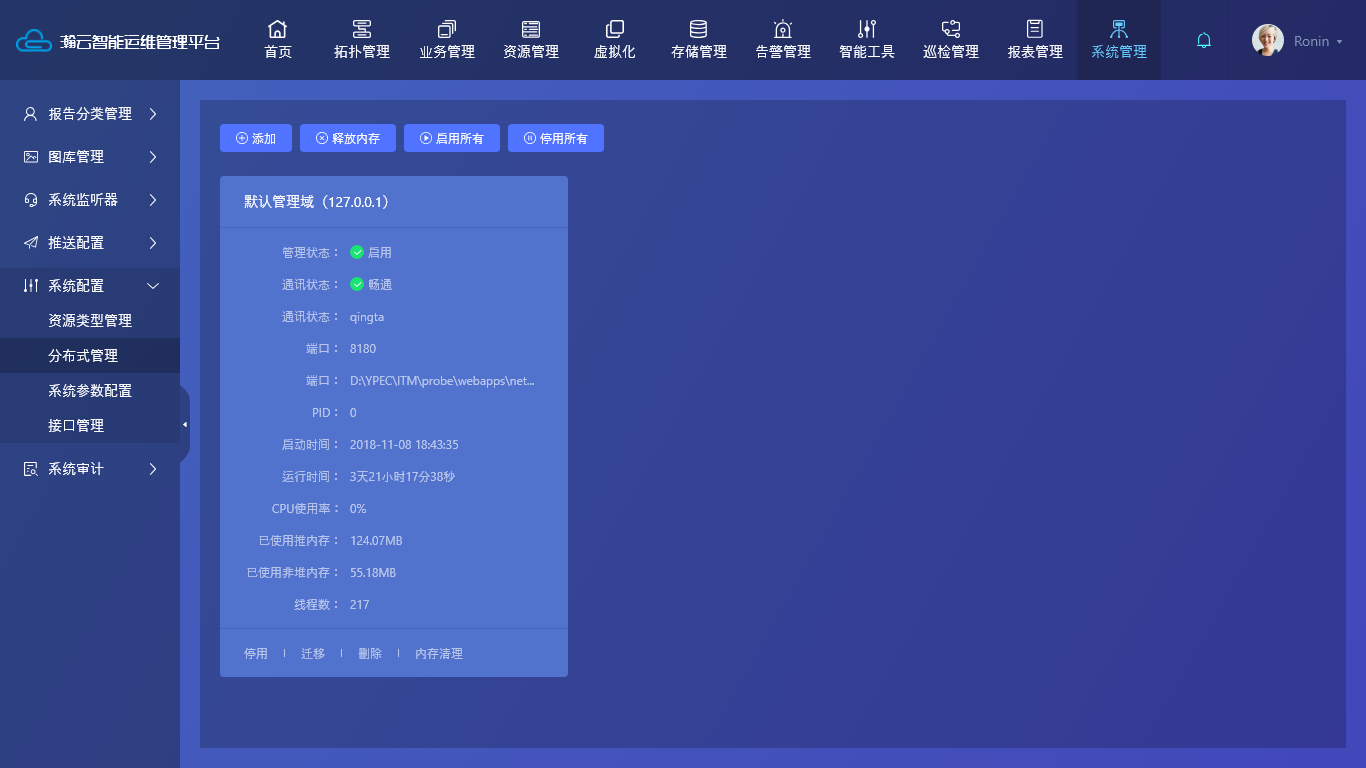 瀚云智能运维管理平台
首页
拓扑管理
业务管理
资源管理
虚拟化
存储管理
告警管理
智能工具
巡检管理
报表管理
系统管理
Ronin
报告分类管理
图库管理
系统监听器
推送配置
系统配置
资源类型管理
分布式管理
系统参数配置
接口管理
系统审计
添加
释放内存
启用所有
停用所有
默认管理域（127.0.0.1）
管理状态： 启用
通讯状态： 畅通
通讯状态： qingta
端口： 8180
端口： D:\YPEC\ITM\probe\webapps\net...
PID： 0
启动时间： 2018-11-08 18:43:35
运行时间： 3天21小时17分38秒
CPU使用率： 0%
已使用推内存： 124.07MB
已使用非堆内存： 55.18MB
线程数： 217
停用 | 迁移 | 删除 | 内存清理